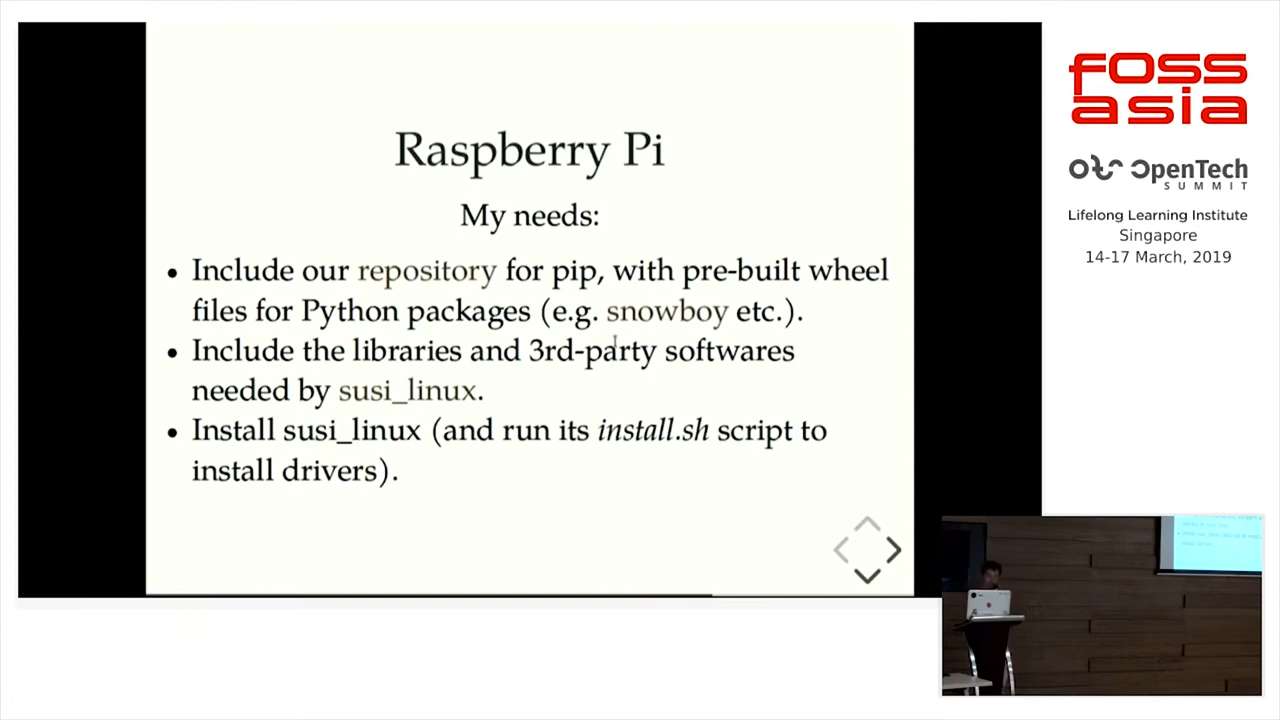 Raspberry Pi
My needs:
• Include our repository for pip, with pre-built wheel
files for Python packages (e.g. snowboy etc.).
• Include the libraries and 3rd-party softwares
needed by susi_linux.
• Install susi_linux (and run its install.sh script to
install drivers).
FOSS
ASIA
OpenTech
SUMMIT
Lifelong Learning Institute
Singapore
14-17 March, 2019